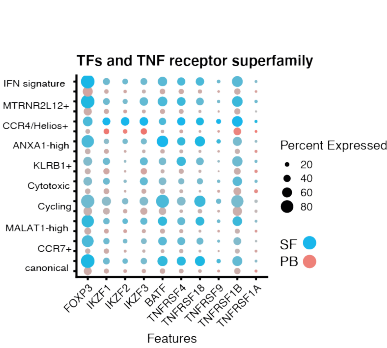 TFs and TNF receptor superfamily
IFN signature
MTRNR2L12+
CCR4/Helios+
ANXA1-high
KLRB1+
Cytotoxic
Cycling
MALAT1-high
CCR7+
canonical
FOXP3
IKZF1
IKZF2
IKZF3
BATF
TNFRSF4
TNFRSF18
TNFRSF9
TNFRSF1B
TNFRSF1A
Features
Percent Expressed
20
40
60
80
SF
PB